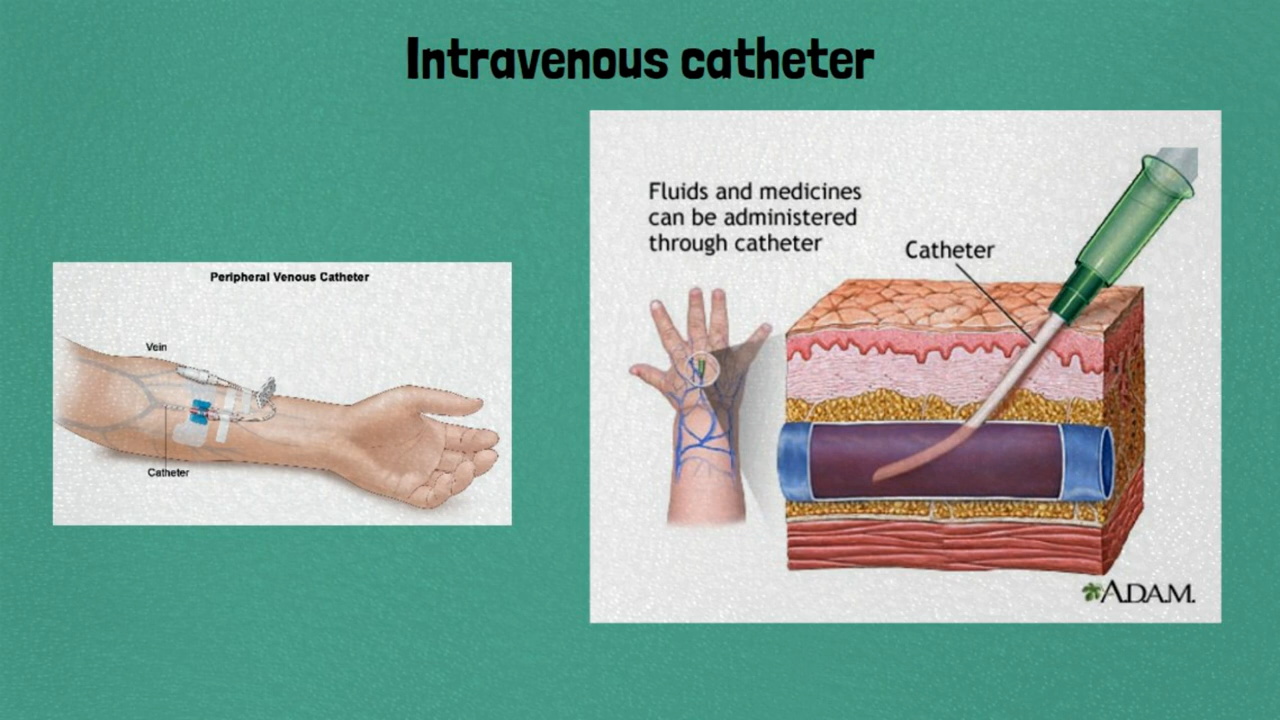 Intravenous catheter
Peripheral Venous Catheter
Vein
Catheter
Fluids and medicines
can be administered
through catheter
Catheter
ADAM.